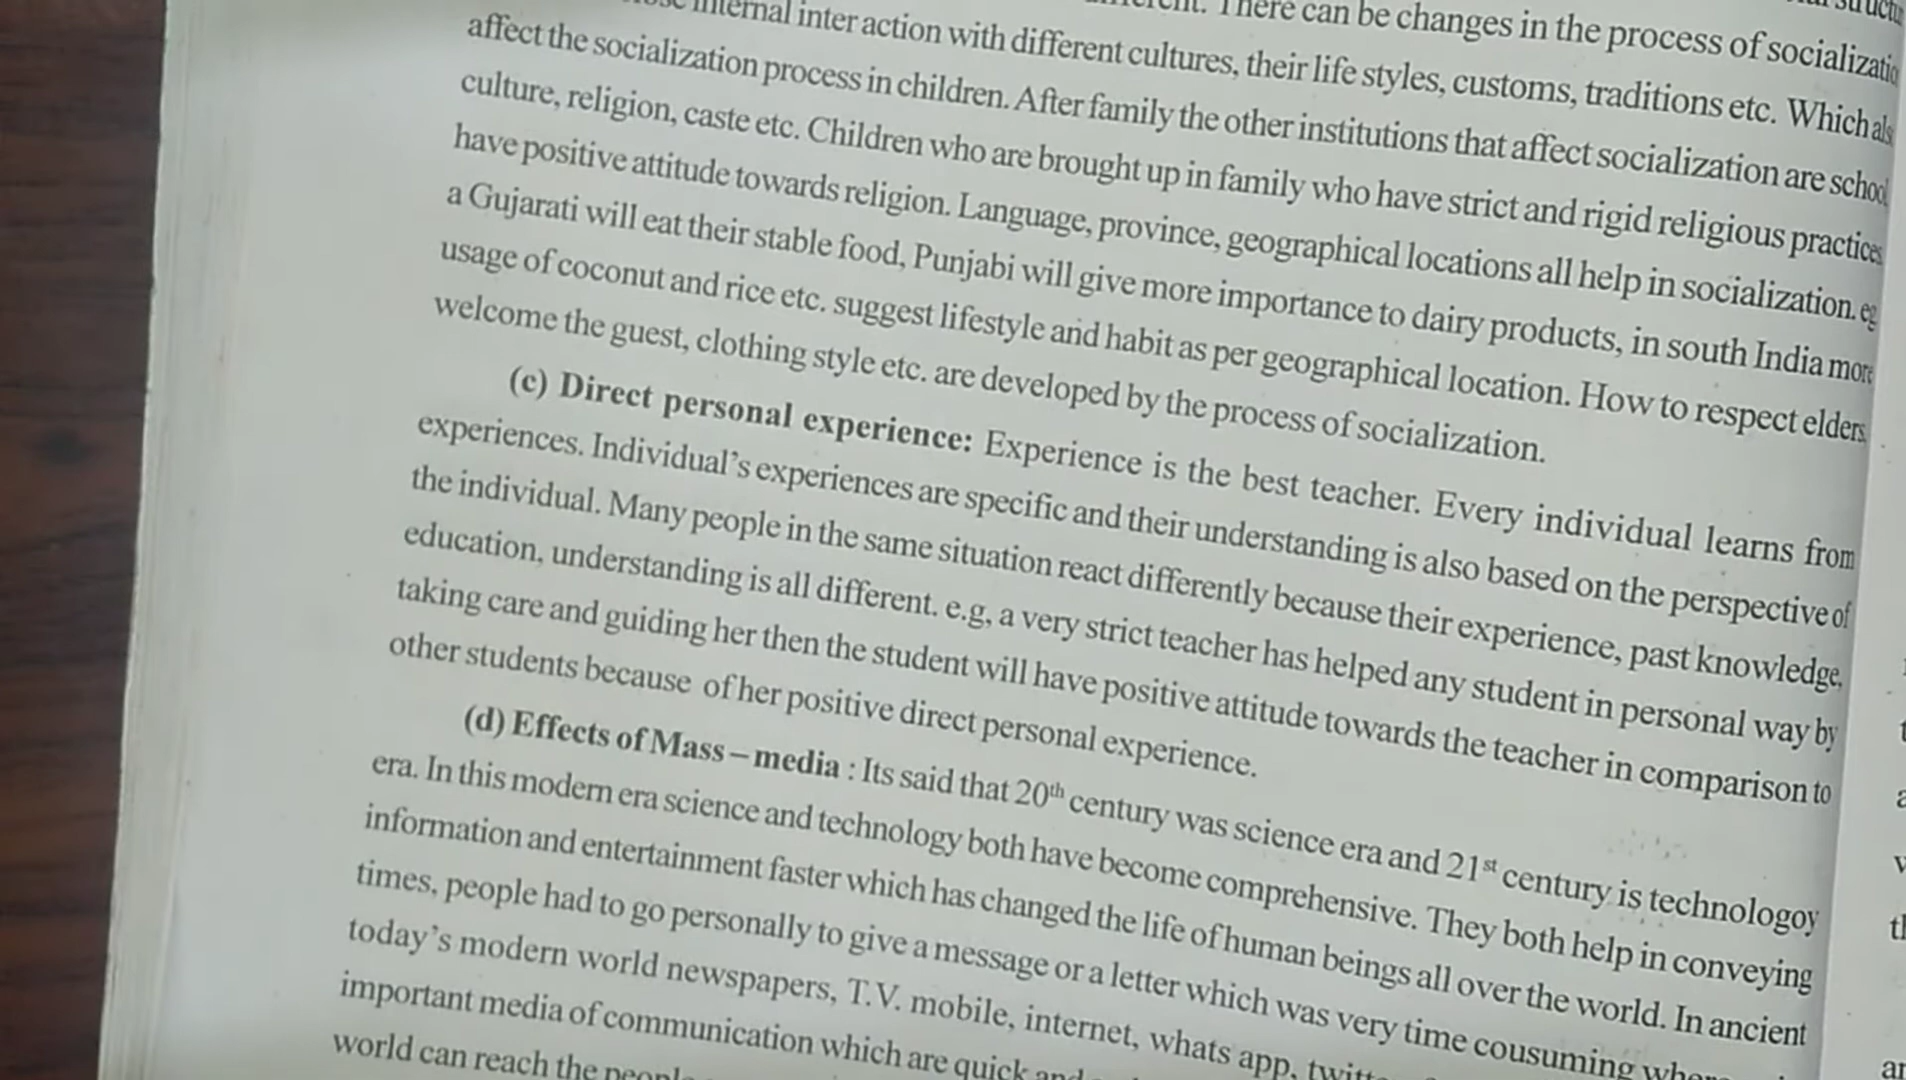 There can be changes in the process of socializatio
internal inter action with different cultures, their life styles, customs, traditions etc. Which als
affect the socialization process in children. After family the other institutions that affect socialization are school
culture, religion, caste etc. Children who are brought up in family who have strict and rigid religious practices
have positive attitude towards religion. Language, province, geographical locations all help in socialization. eg
a Gujarati will eat their stable food, Punjabi will give more importance to dairy products, in south India more
usage of coconut and rice etc. suggest lifestyle and habit as per geographical location. How to respect elders
welcome the guest, clothing style etc. are developed by the process of socialization.
(c) Direct personal experience: Experience is the best teacher. Every individual learns from
experiences. Individual's experiences are specific and their understanding is also based on the perspective of
the individual. Many people in the same situation react differently because their experience, past knowledge,
education, understanding is all different. e.g, a very strict teacher has helped any student in personal way by
taking care and guiding her then the student will have positive attitude towards the teacher in comparison to
other students because of her positive direct personal experience.
(d) Effects of Mass – media : Its said that 20th century was science era and 21st century is technologoy
era. In this modern era science and technology both have become comprehensive. They both help in conveying
information and entertainment faster which has changed the life of human beings all over the world. In ancient
times, people had to go personally to give a message or a letter which was very time cousuming
today's modern world newspapers, T.V. mobile, internet, whats app,
important media of communication which are quick and
world can reach the